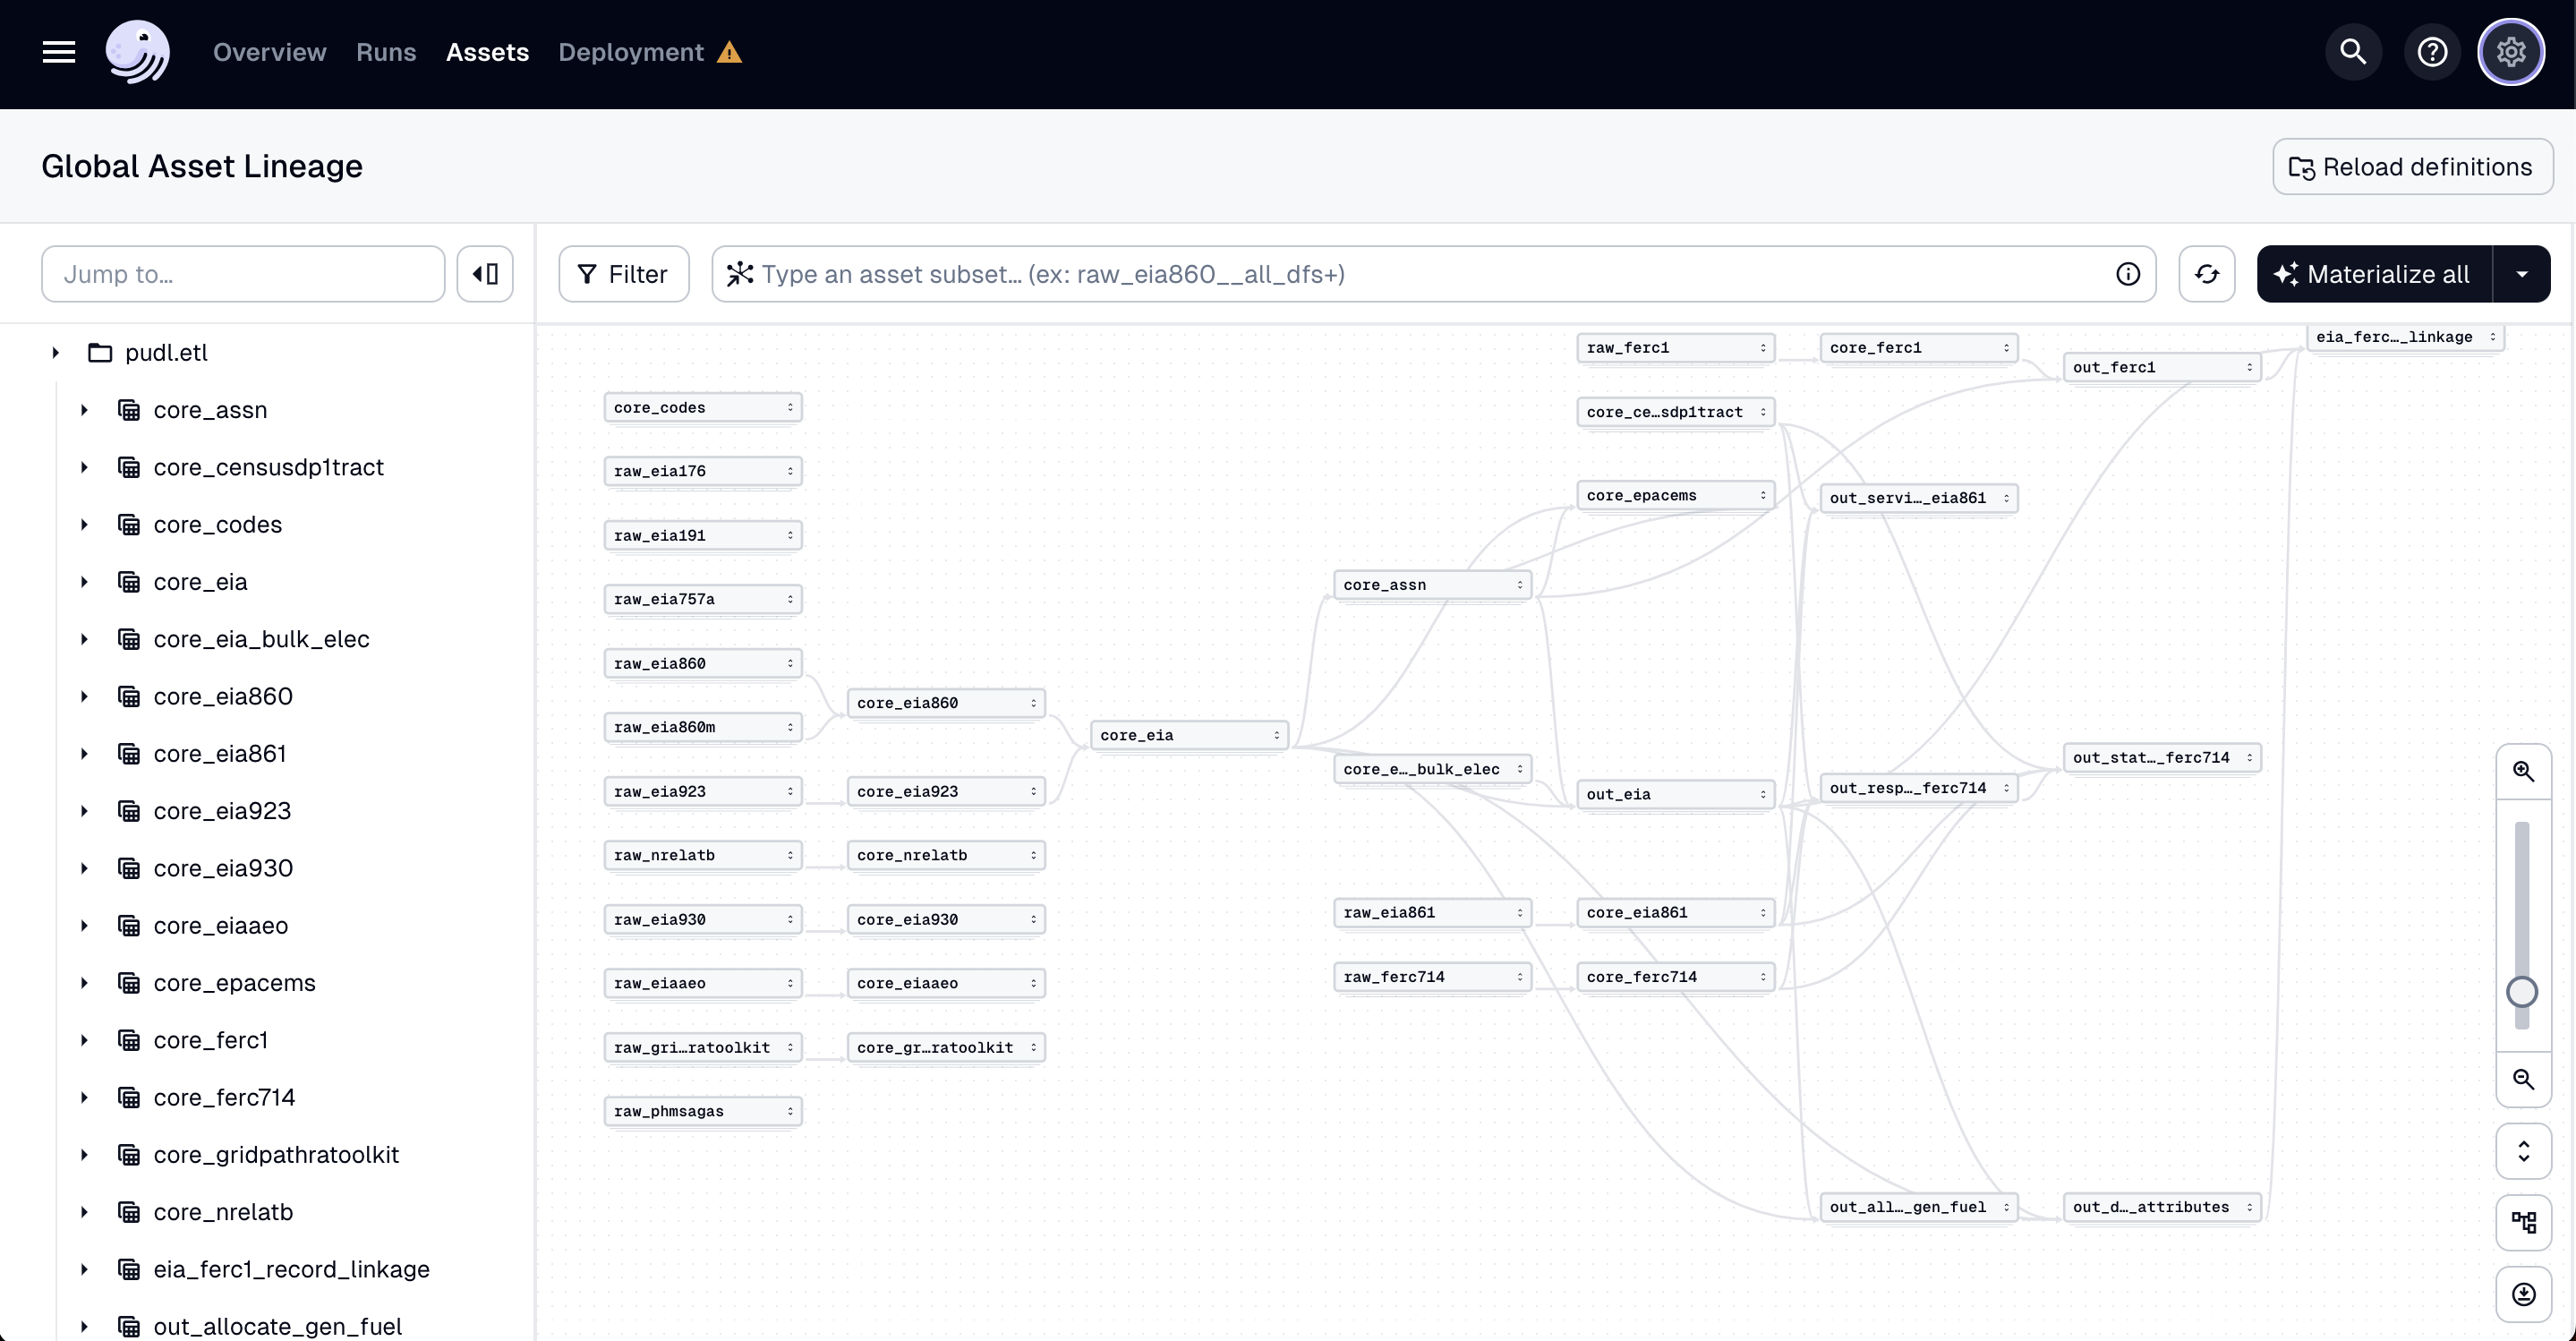 Overview Runs Assets Deployment
Global Asset Lineage
Reload definitions
Jump to…
Filter
Type an asset subset… (ex: raw_eia860__all_dfs+)
Materialize all
pudl.etl
core_assn
core_censusdp1tract
core_codes
core_eia
core_eia_bulk_elec
core_eia860
core_eia861
core_eia923
core_eia930
core_eiaaeo
core_epacems
core_ferc1
core_ferc714
core_gridpathratoolkit
core_nrelatb
eia_ferc1_record_linkage
out_allocate_gen_fuel
core_codes
raw_eia176
raw_eia191
raw_eia757a
raw_eia860
raw_eia860m
raw_eia923
raw_nrelatb
raw_eia930
raw_eiaaeo
raw_gri…ratoolkit
raw_phmsagas
core_eia860
core_eia923
core_nrelatb
core_eia930
core_eiaaeo
core_gr…ratoolkit
core_eia
core_assn
core_e…_bulk_elec
raw_eia861
raw_ferc714
raw_ferc1
core_ce…sdp1tract
core_epacems
out_eia
core_eia861
core_ferc714
core_ferc1
out_servi…_eia861
out_resp…_ferc714
out_all…_gen_fuel
out_ferc1
out_stat…_ferc714
out_d…_attributes
eia_ferc…_linkage